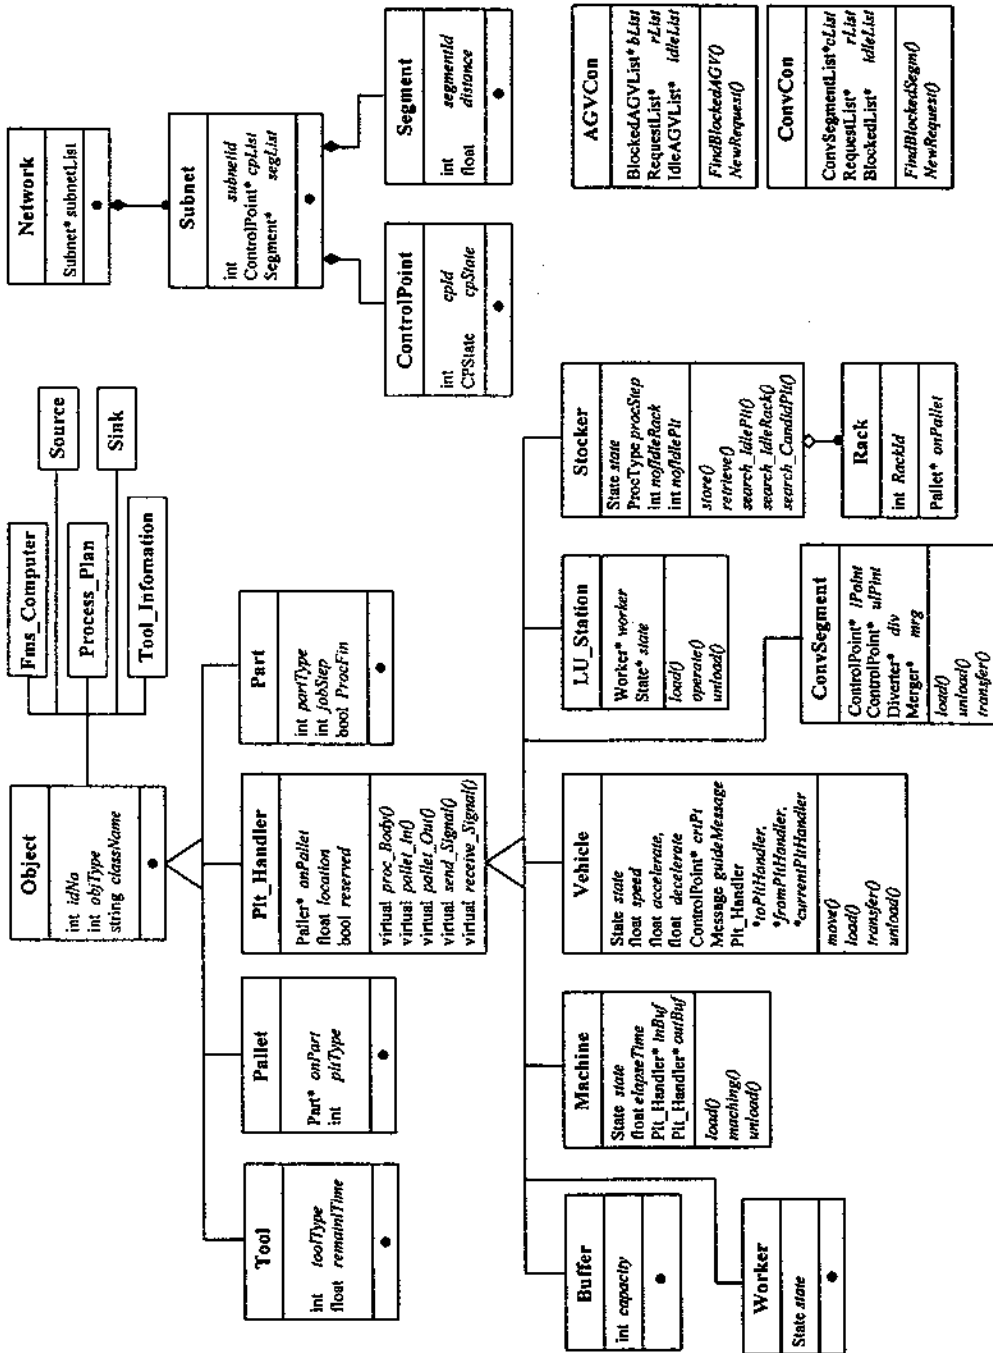 Object
int idNo
int objType
string className
Fms_Computer
Process_Plan
Tool_Infomation
Source
Sink
Network
Subnet* subnetList
Subnet
int subnetId
ControlPoint* cpList
Segment* segList
ControlPoint
int cpId
CPState cpState
Segment
int segmentId
float distance
Tool
int toolType
float remainTime
Pallet
Part* onPart
int pltType
Plt_Handler
Pallet* onPallet
float location
bool reserved
virtual proc_Body()
virtual pallet_In()
virtual pallet_Out()
virtual send_Signal()
virtual receive_Signal()
Part
int partType
int jobStep
bool ProcFin
AGVCon
BlockedAGVList* bList
RequestList* rList
IdleAGVList* idleList
FindBlockedAGV()
NewRequest()
ConvCon
ConvSegmentList*cList
RequestList* rList
BlockedList* idleList
FindBlockedSegm()
NewRequest()
Buffer
int capacity
Worker
State state
Machine
State state
float elapseTime
Plt_Handler* InBuf
Plt_Handler* outBuf
load()
maching()
unload()
Vehicle
State state
float speed
float accelerate
float decelerate
ControlPoint* crtPt
Message guideMessage
Plt_Handler
*toPltHandler,
*fromPltHandler,
*currentPltHandler
move()
load()
transfer()
unload()
LU_Station
Worker* worker
State* state
load()
operate()
unload()
ConvSegment
ControlPoint* lPoint
ControlPoint* ulPint
Diverter* div
Merger* mrg
load()
unload()
transfer()
Stocker
State state
ProcType procStep
int nofIdleRack
int nofIdlePlt
store()
retrieve()
search_IdlePlt()
search_IdleRack()
search_CandidPlt()
Rack
int RackId
Pallet* onPallet